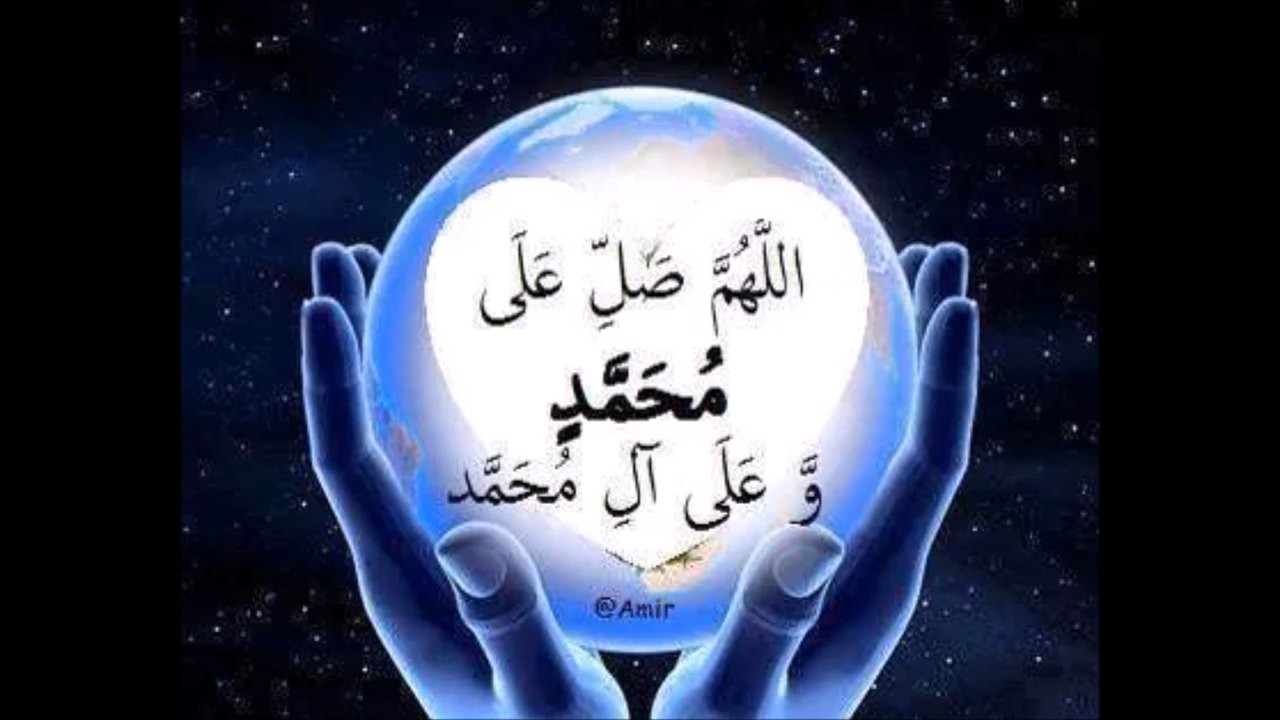 اللَّهُمَّ صَلِّ عَلَى
مُحَمَّدٍ
وَّ عَلَى آلِ مُحَمَّد
@Amir